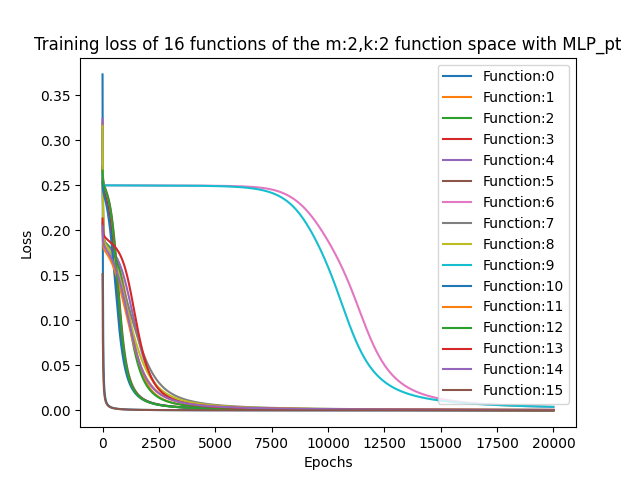 Training loss of 16 functions of the m:2,k:2 function space with MLP_pt
Loss
0.35
0.30
0.25
0.20
0.15
0.10
0.05
0.00
Function:0
Function:1
Function:2
Function:3
Function:4
Function:5
Function:6
Function:7
Function:8
Function:9
Function:10
Function:11
Function:12
Function:13
Function:14
Function:15
0 2500 5000 7500 10000 12500 15000 17500 20000
Epochs